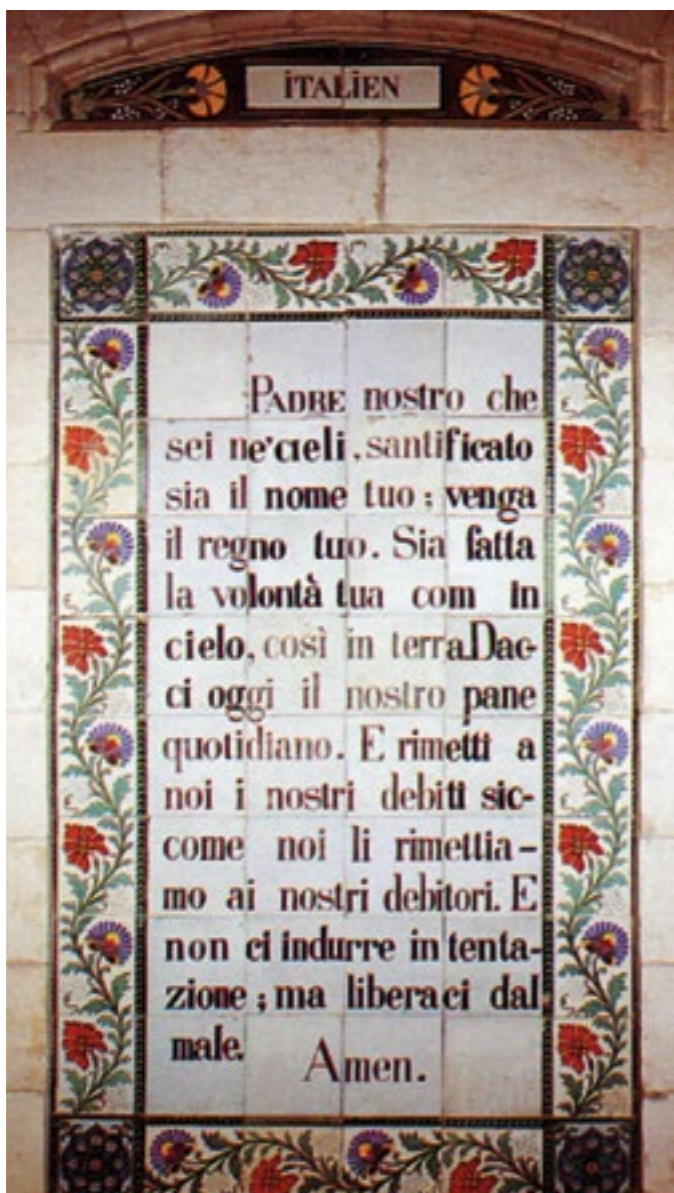 iTALiEN
PADRE nostro che
sei ne'cieli, santificato
sia il nome tuo; venga
il regno tuo. Sia fatta
la volontà tua com in
cielo, così in terra.Dac-
ci oggi il nostro pane
quotidiano. E rimetti a
noi i nostri debiti sic-
come noi li rimettia-
mo ai nostri debitori. E
non ci indurre in tenta-
zione; ma liberaci dal
male.
Amen.